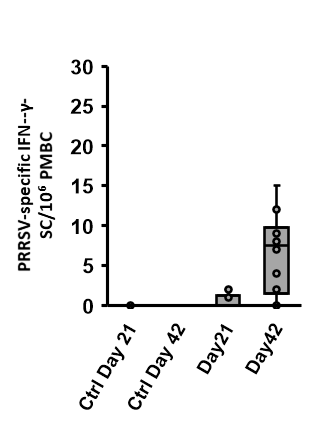 PRRSV-specific IFN--γ-
SC/10⁶ PMBC
30
25
20
15
10
5
0
Ctrl Day 21
Ctrl Day 42
Day21
Day42